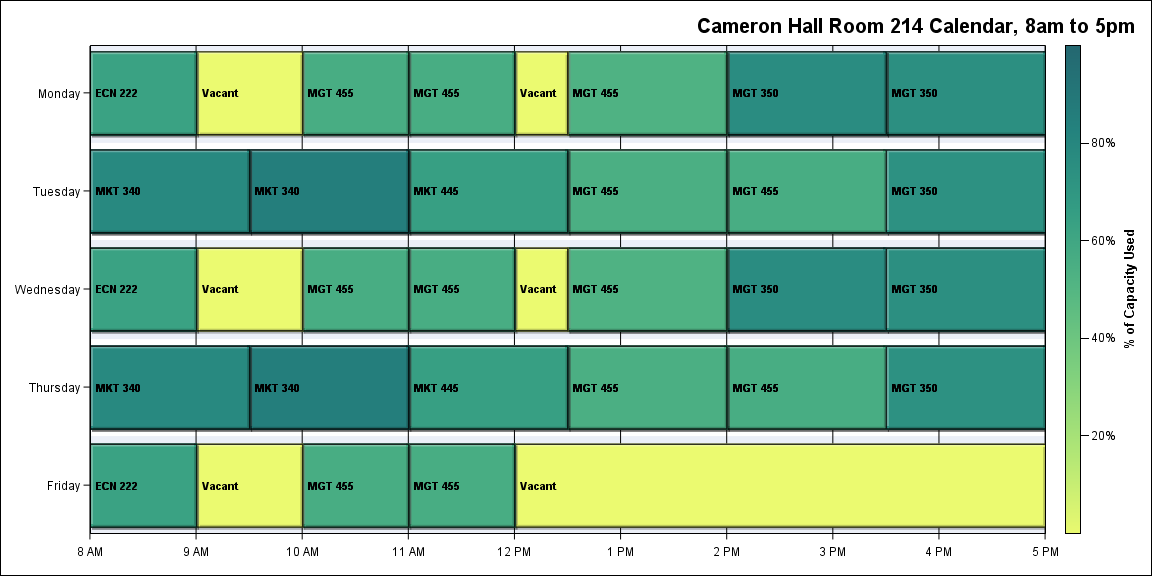 Cameron Hall Room 214 Calendar, 8am to 5pm
Monday ECN 222 Vacant MGT 455 MGT 455 Vacant MGT 455 MGT 350 MGT 350
80%
Tuesday MKT 340 MKT 340 MKT 445 MGT 455 MGT 455 MGT 350
60%
Wednesday ECN 222 Vacant MGT 455 MGT 455 Vacant MGT 455 MGT 350 MGT 350
% of Capacity Used
40%
Thursday MKT 340 MKT 340 MKT 445 MGT 455 MGT 455 MGT 350
20%
Friday ECN 222 Vacant MGT 455 MGT 455 Vacant
8 AM 9 AM 10 AM 11 AM 12 PM 1 PM 2 PM 3 PM 4 PM 5 PM